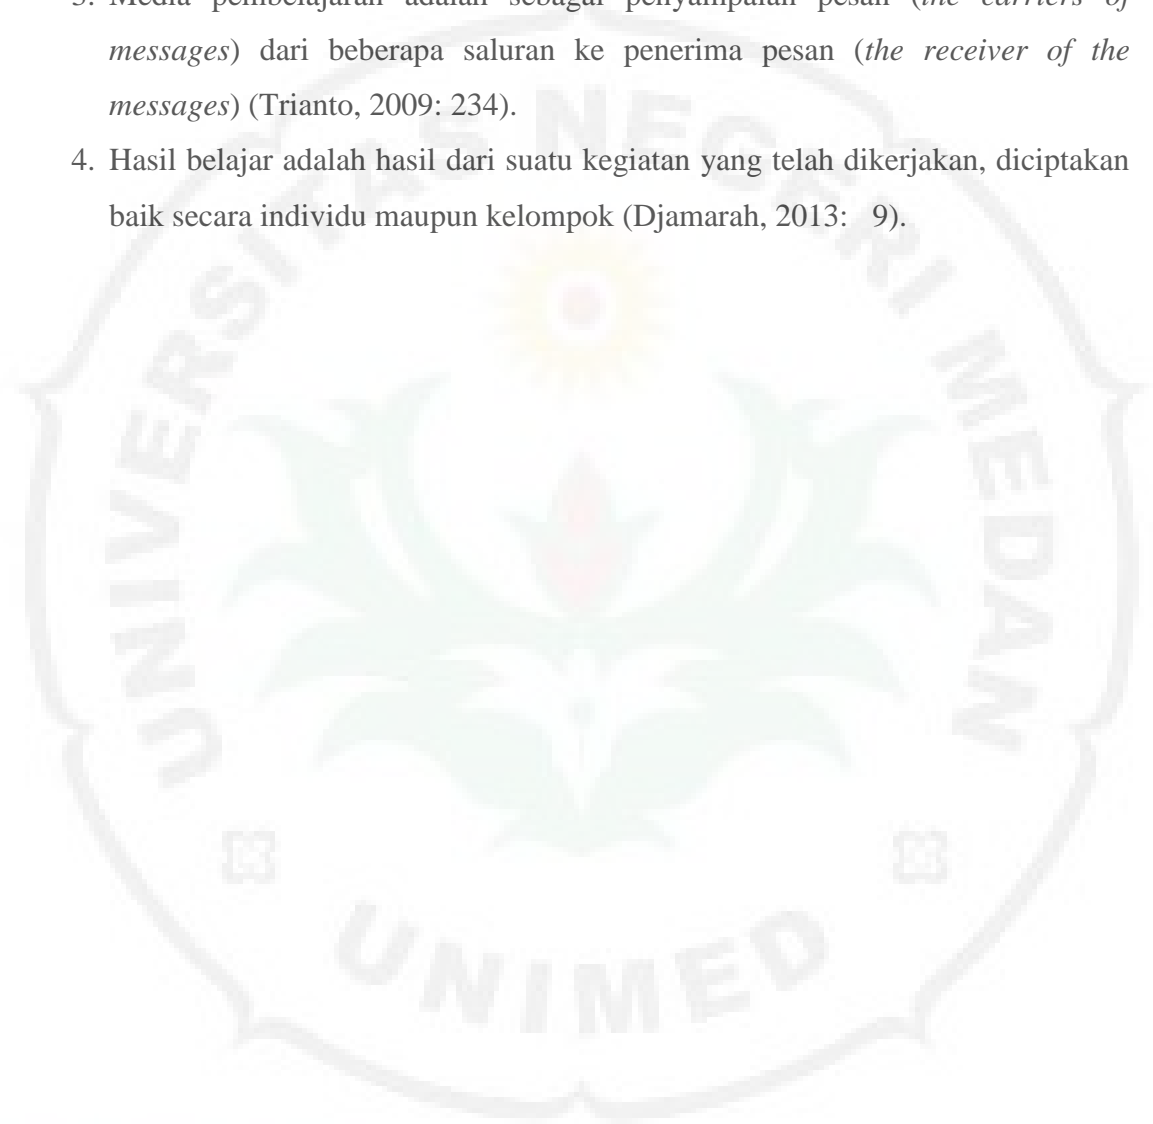 3. Media pembelajaran adalah sebagai penyampaian pesan (the carriers of
messages) dari beberapa saluran ke penerima pesan (the receiver of the
messages) (Trianto, 2009: 234).
4. Hasil belajar adalah hasil dari suatu kegiatan yang telah dikerjakan, diciptakan
baik secara individu maupun kelompok (Djamarah, 2013: 9).
UNIVERSITAS NEGERI MEDAN
UNIMED